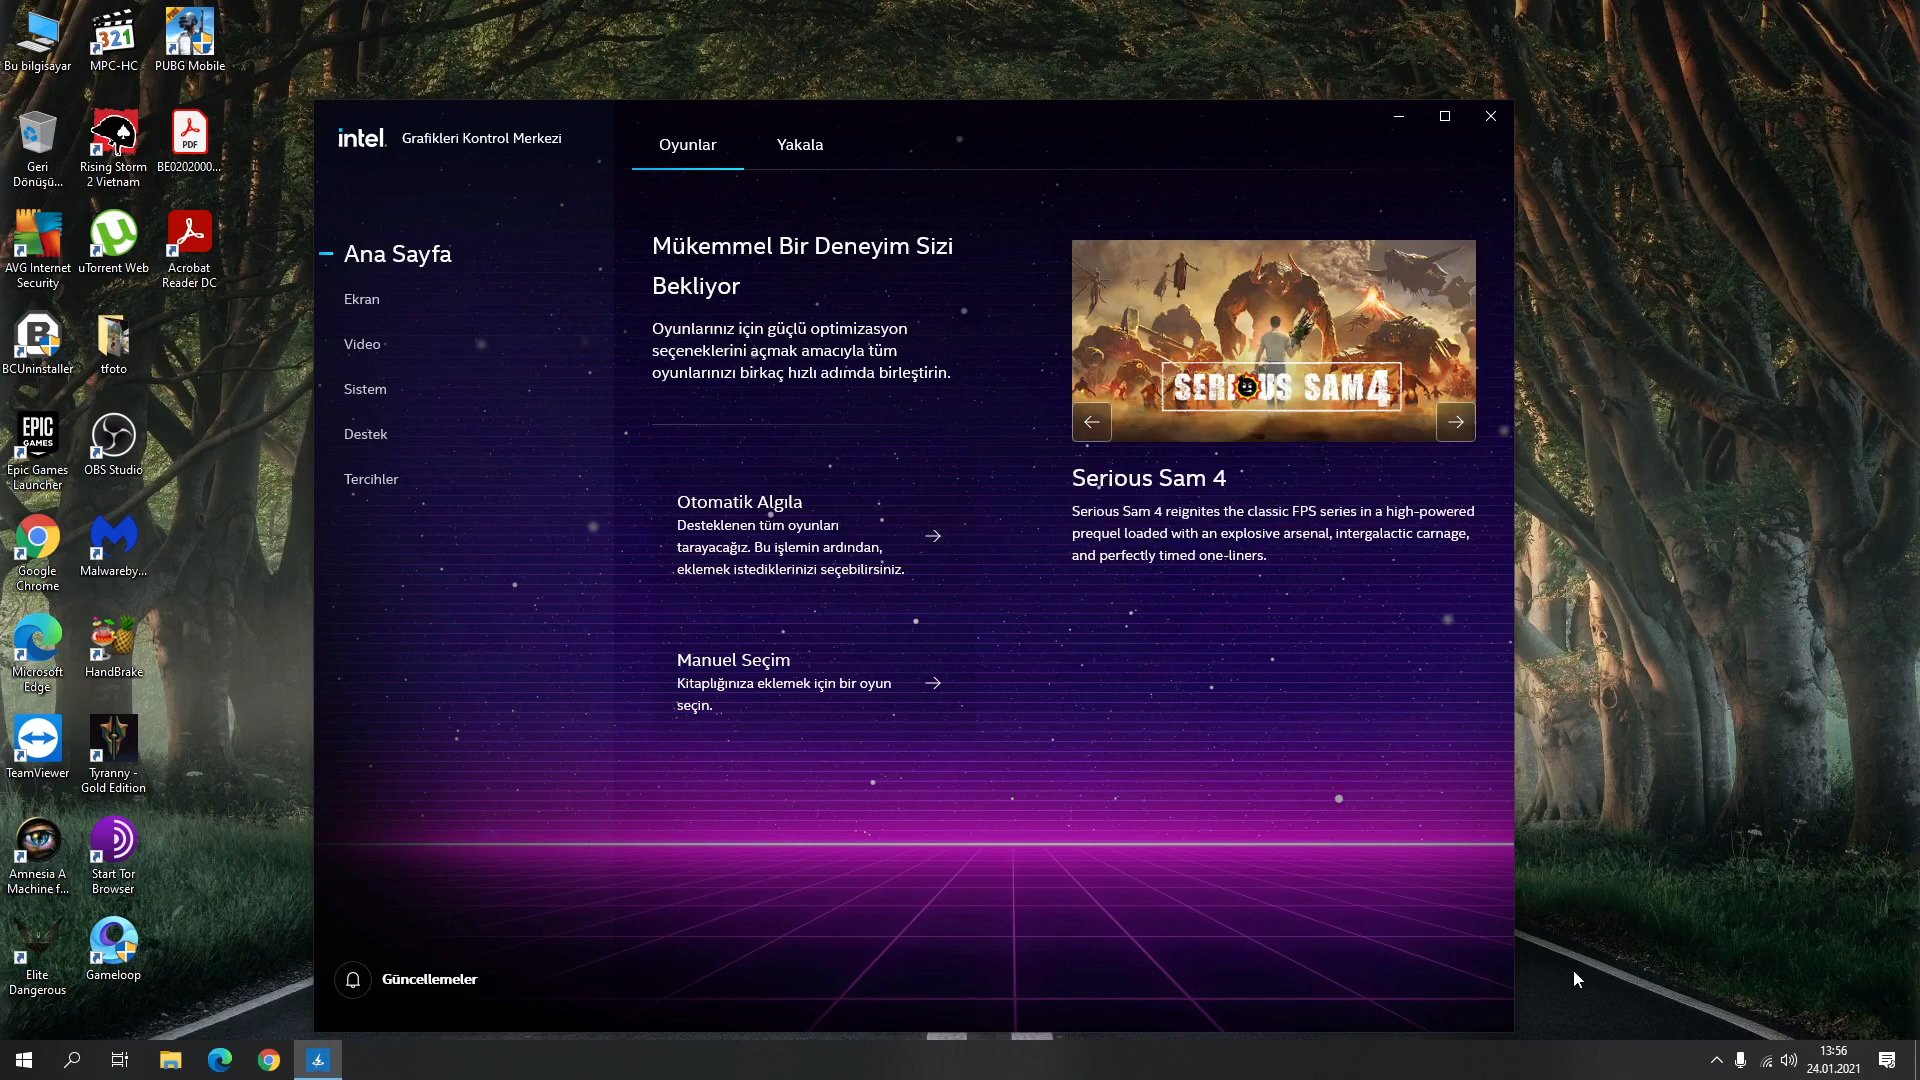 Bu bilgisayar
MPC-HC
PUBG Mobile
Geri
Dönüşü...
Rising Storm
2 Vietnam
PDF
BE0202000...
AVG Internet
Security
uTorrent Web
Acrobat
Reader DC
BCUninstaller
tfoto
EPIC
GAMES
Epic Games
Launcher
OBS Studio
Google
Chrome
Malwareby...
Microsoft
Edge
HandBrake
TeamViewer
Tyranny -
Gold Edition
Amnesia A
Machine f...
Start Tor
Browser
Elite
Dangerous
Gameloop
intel. Grafikleri Kontrol Merkezi
Ana Sayfa
Ekran
Video
Sistem
Destek
Tercihler
Güncellemeler
Oyunlar
Yakala
Mükemmel Bir Deneyim Sizi
Bekliyor
Oyunlarınız için güçlü optimizasyon
seçeneklerini açmak amacıyla tüm
oyunlarınızı birkaç hızlı adımda birleştirin.
Otomatik Algıla
Desteklenen tüm oyunları
tarayacağız. Bu işlemin ardından,
eklemek istediklerinizi seçebilirsiniz.
Manuel Seçim
Kitaplığınıza eklemek için bir oyun
seçin.
SERIOUS SAM 4
Serious Sam 4
Serious Sam 4 reignites the classic FPS series in a high-powered
prequel loaded with an explosive arsenal, intergalactic carnage,
and perfectly timed one-liners.
13:56
24.01.2021